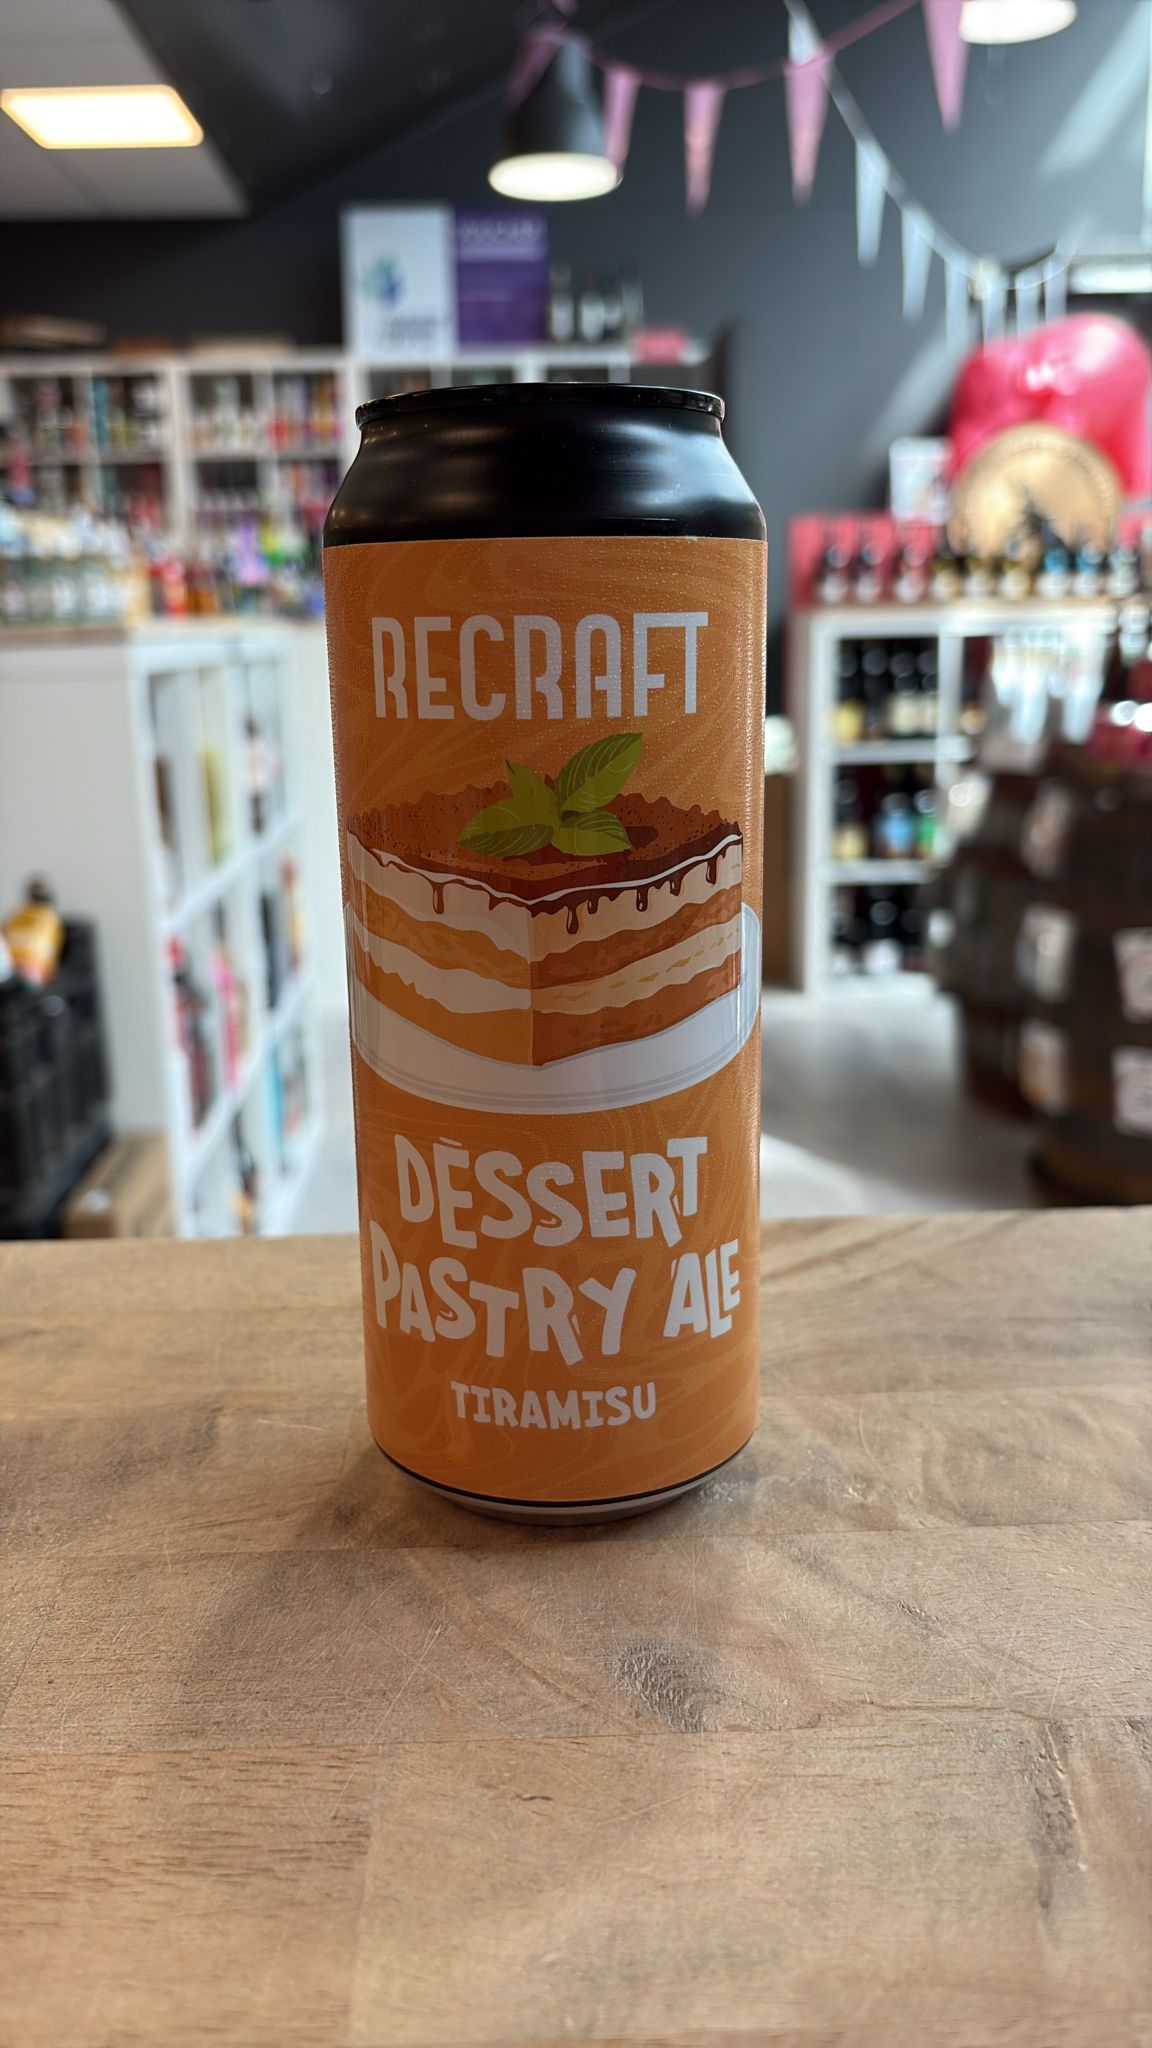 RECRAFT
DESSERT
PASTRY ALE
TIRAMISU